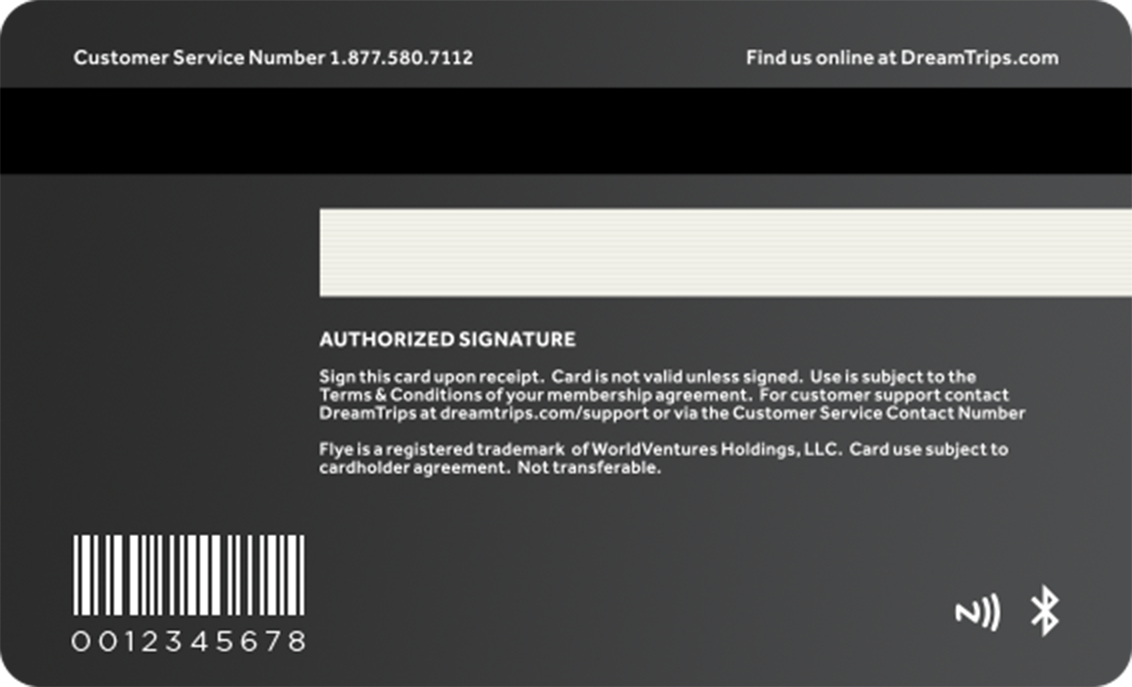 Customer Service Number 1.877.580.7112
Find us online at DreamTrips.com
AUTHORIZED SIGNATURE
Sign this card upon receipt. Card is not valid unless signed. Use is subject to the
Terms & Conditions of your membership agreement. For customer support contact
DreamTrips at dreamtrips.com/support or via the Customer Service Contact Number
Flye is a registered trademark of WorldVentures Holdings, LLC. Card use subject to
cardholder agreement. Not transferable.
0012345678